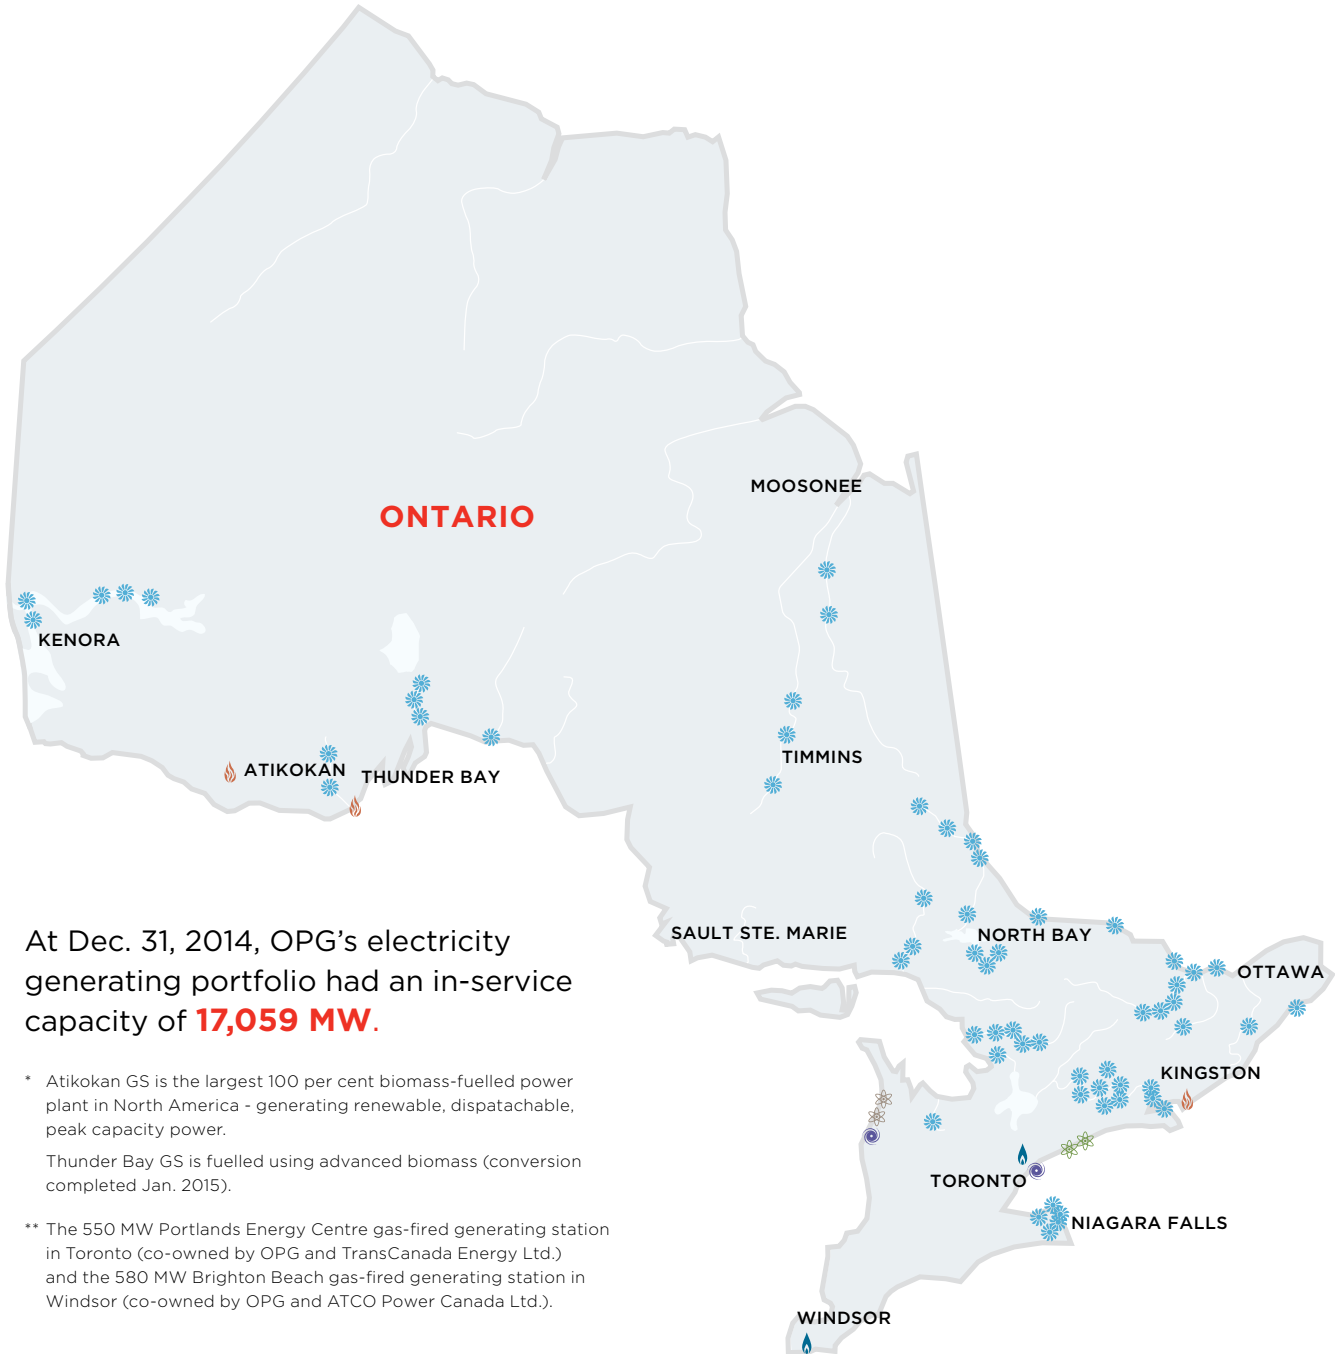 MOOSONEE
ONTARIO
KENORA
TIMMINS
ATIKOKAN
THUNDER BAY
SAULT STE. MARIE
NORTH BAY
OTTAWA
KINGSTON
TORONTO
NIAGARA FALLS
WINDSOR
At Dec. 31, 2014, OPG’s electricity
generating portfolio had an in-service
capacity of 17,059 MW.
* Atikokan GS is the largest 100 per cent biomass-fuelled power
plant in North America - generating renewable, dispatachable,
peak capacity power.
Thunder Bay GS is fuelled using advanced biomass (conversion
completed Jan. 2015).
** The 550 MW Portlands Energy Centre gas-fired generating station
in Toronto (co-owned by OPG and TransCanada Energy Ltd.)
and the 580 MW Brighton Beach gas-fired generating station in
Windsor (co-owned by OPG and ATCO Power Canada Ltd.).